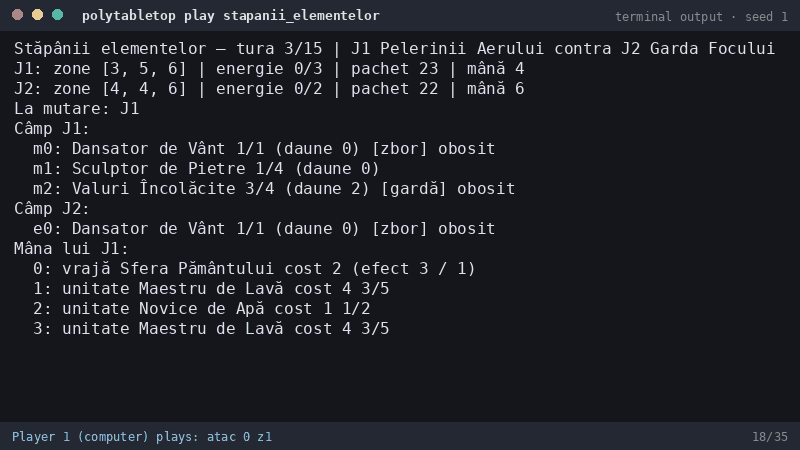 polytabletop play stapanii_elementelor
terminal output · seed 1
Stăpânii elementelor — tura 3/15 | J1 Pelerinii Aerului contra J2 Garda Focului
J1: zone [3, 5, 6] | energie 0/3 | pachet 23 | mână 4
J2: zone [4, 4, 6] | energie 0/2 | pachet 22 | mână 6
La mutare: J1
Câmp J1:
m0: Dansator de Vânt 1/1 (daune 0) [zbor] obosit
m1: Sculptor de Pietre 1/4 (daune 0)
m2: Valuri Încolăcite 3/4 (daune 2) [gardă] obosit
Câmp J2:
e0: Dansator de Vânt 1/1 (daune 0) [zbor] obosit
Mâna lui J1:
0: vrajă Sfera Pământului cost 2 (efect 3 / 1)
1: unitate Maestru de Lavă cost 4 3/5
2: unitate Novice de Apă cost 1 1/2
3: unitate Maestru de Lavă cost 4 3/5
Player 1 (computer) plays: atac 0 z1
18/35